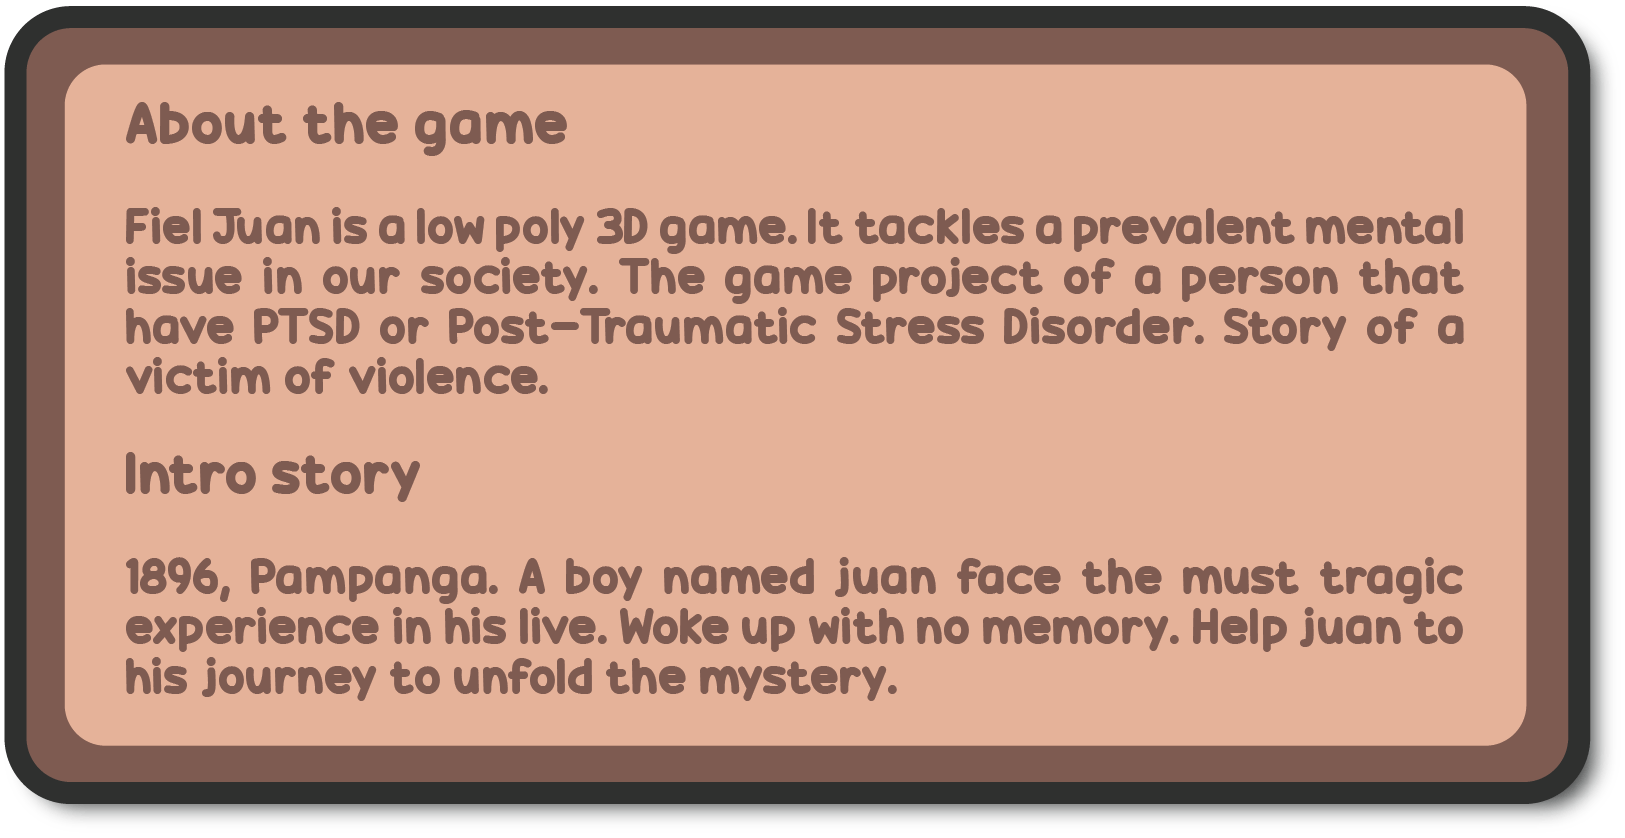 About the game
Fiel Juan is a low poly 3D game. It tackles a prevalent mental
issue in our society. The game project of a person that
have PTSD or Post-Traumatic Stress Disorder. Story of a
victim of violence.
Intro story
1896, Pampanga. A boy named juan face the must tragic
experience in his live. Woke up with no memory. Help juan to
his journey to unfold the mystery.